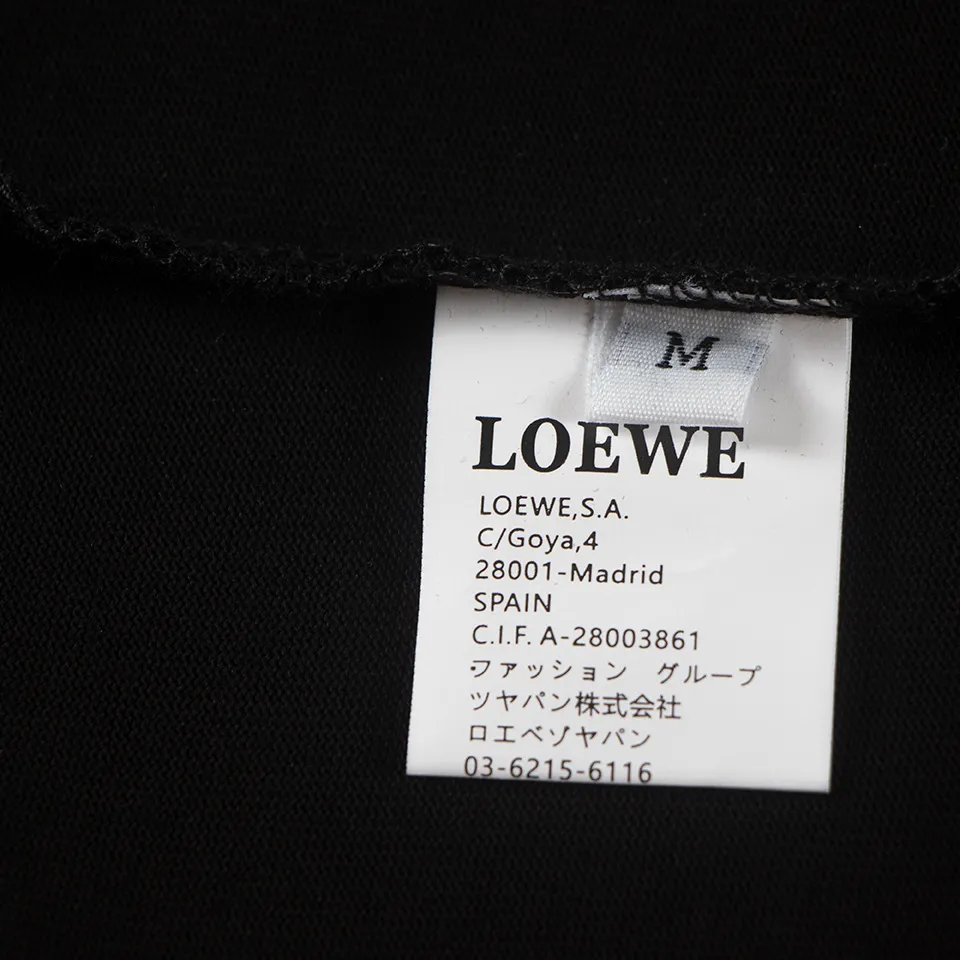 M
LOEWE
LOEWE,S.A.
C/Goya,4
28001-Madrid
SPAIN
C.I.F. A-28003861
・ファッション　グループ
ツヤパン株式会社
ロエベゾヤパン
03-6215-6116